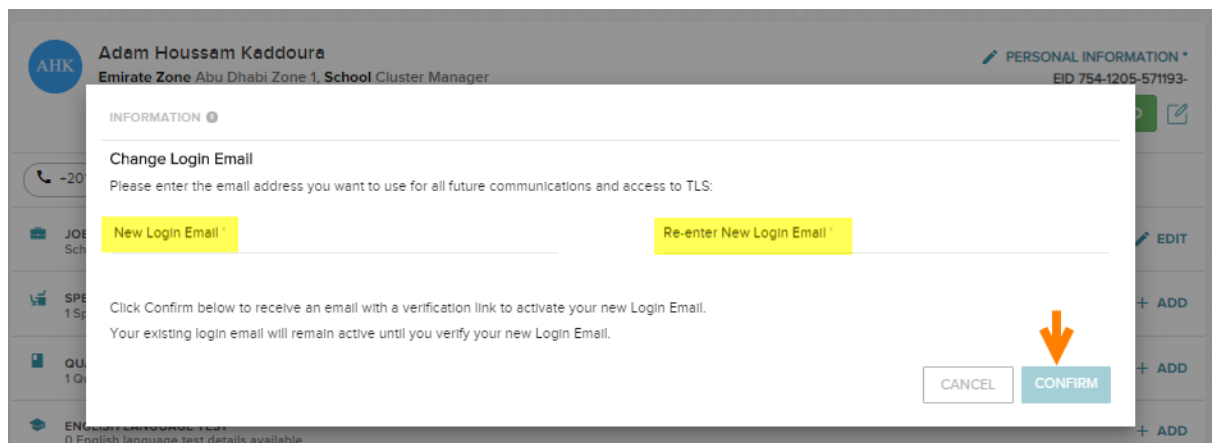 AHK
Adam Houssam Kaddoura
Emirate Zone Abu Dhabi Zone 1, School Cluster Manager
PERSONAL INFORMATION *
EID 754-1205-571193-
INFORMATION
Change Login Email
Please enter the email address you want to use for all future communications and access to TLS:
New Login Email *
Re-enter New Login Email *
Click Confirm below to receive an email with a verification link to activate your new Login Email.
Your existing login email will remain active until you verify your new Login Email.
CANCEL
CONFIRM
EDIT
+ ADD
+ ADD
ENGLISH LANGUAGE TEST
0 English language test details available
+ ADD